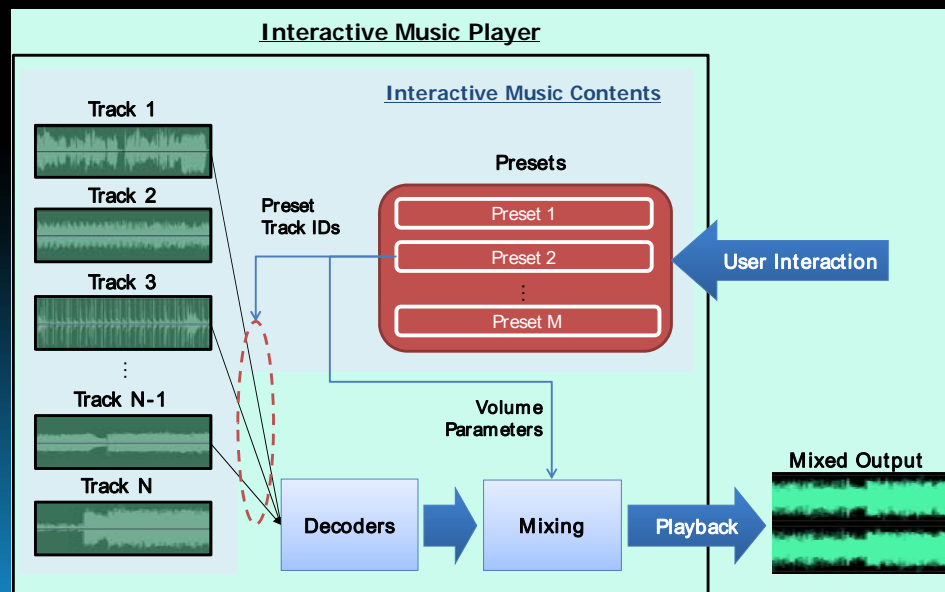 Interactive Music Player
Interactive Music Contents
Track 1
Track 2
Track 3
⋮
Track N-1
Track N
Preset
Track IDs
Presets
Preset 1
Preset 2
⋮
Preset M
User Interaction
Volume
Parameters
Decoders
Mixing
Playback
Mixed Output